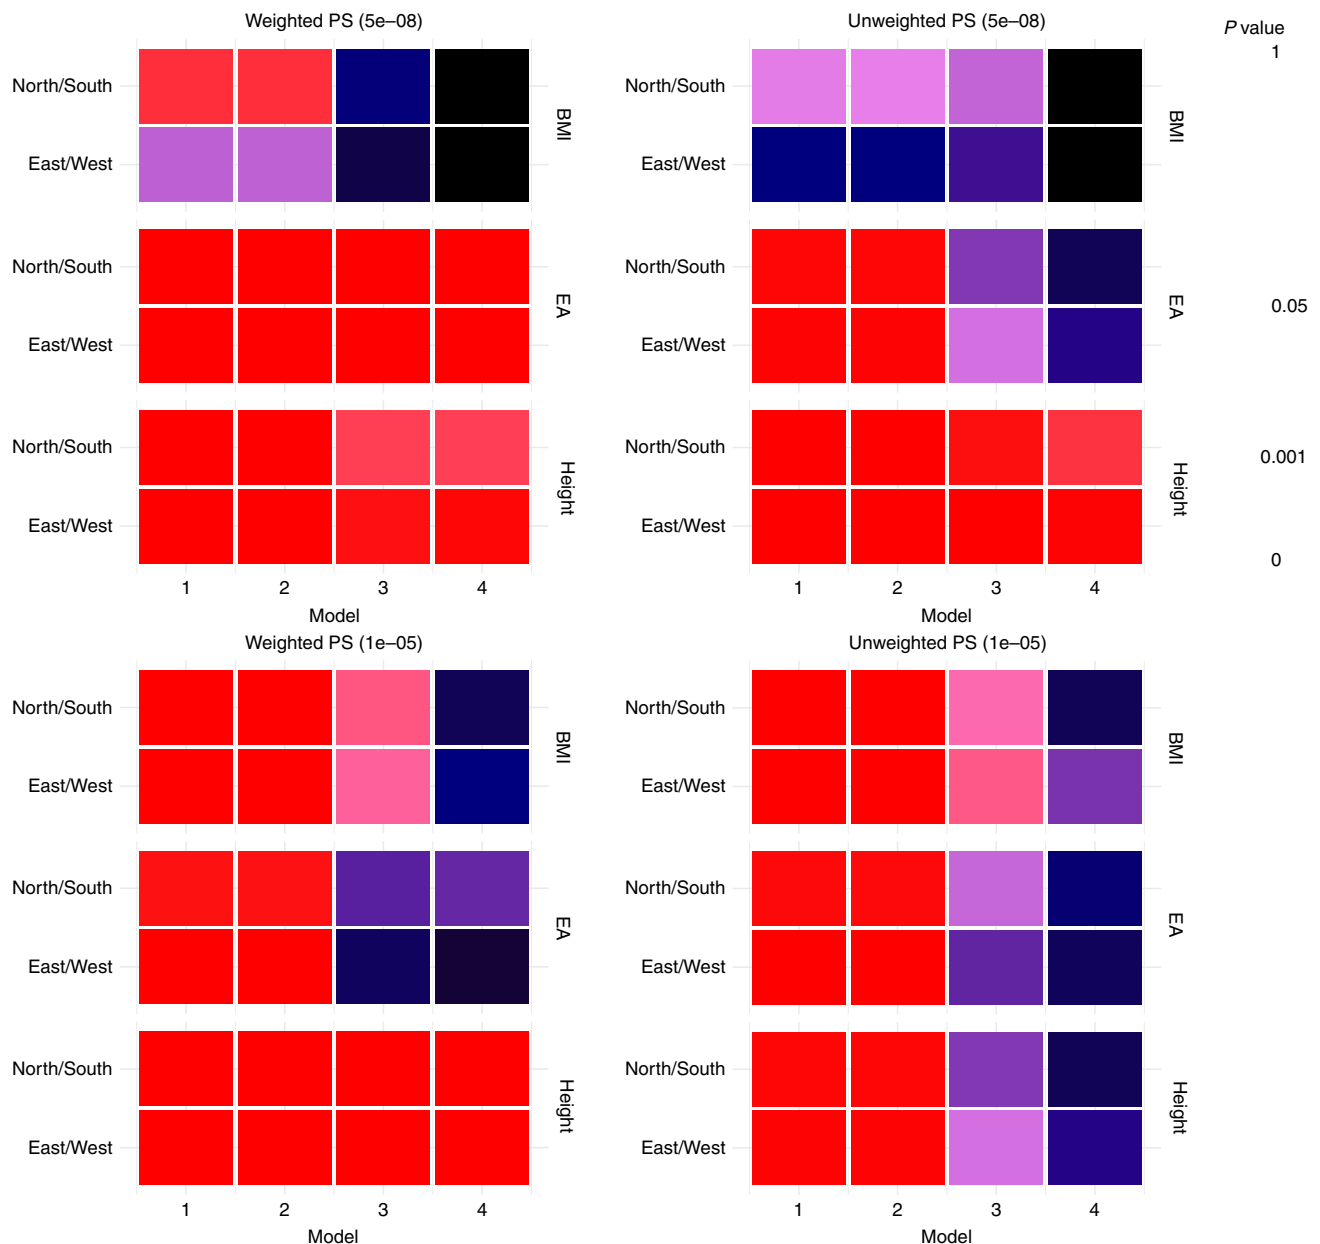 Weighted PS (5e–08)
North/South
East/West
BMI
North/South
East/West
EA
North/South
East/West
Height
1 2 3 4
Model
Unweighted PS (5e–08)
North/South
East/West
BMI
North/South
East/West
EA
North/South
East/West
Height
1 2 3 4
Model
P value
1
0.05
0.001
0
Weighted PS (1e–05)
North/South
East/West
BMI
North/South
East/West
EA
North/South
East/West
Height
1 2 3 4
Model
Unweighted PS (1e–05)
North/South
East/West
BMI
North/South
East/West
EA
North/South
East/West
Height
1 2 3 4
Model